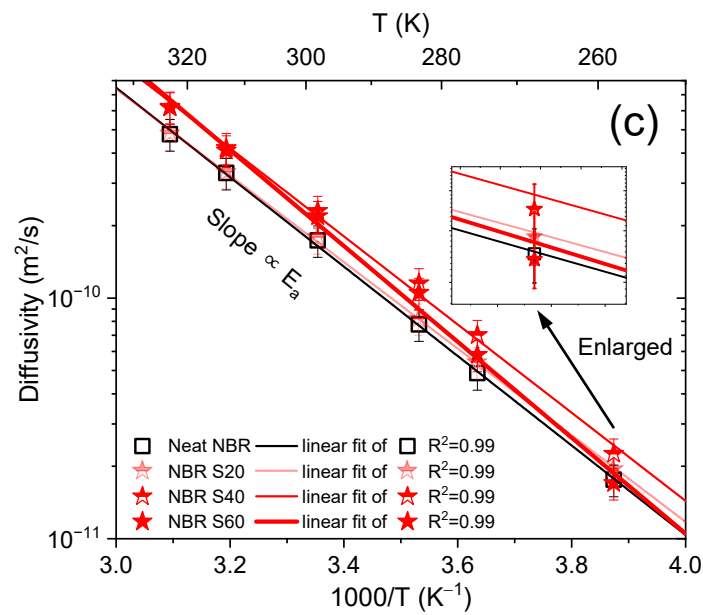 T (K)
320 300 280 260
(c)
Diffusivity (m²/s)
10⁻¹⁰
10⁻¹¹
Slope ∝ Eₐ
Enlarged
Neat NBR linear fit of R²=0.99
NBR S20 linear fit of R²=0.99
NBR S40 linear fit of R²=0.99
NBR S60 linear fit of R²=0.99
3.0 3.2 3.4 3.6 3.8 4.0
1000/T (K⁻¹)